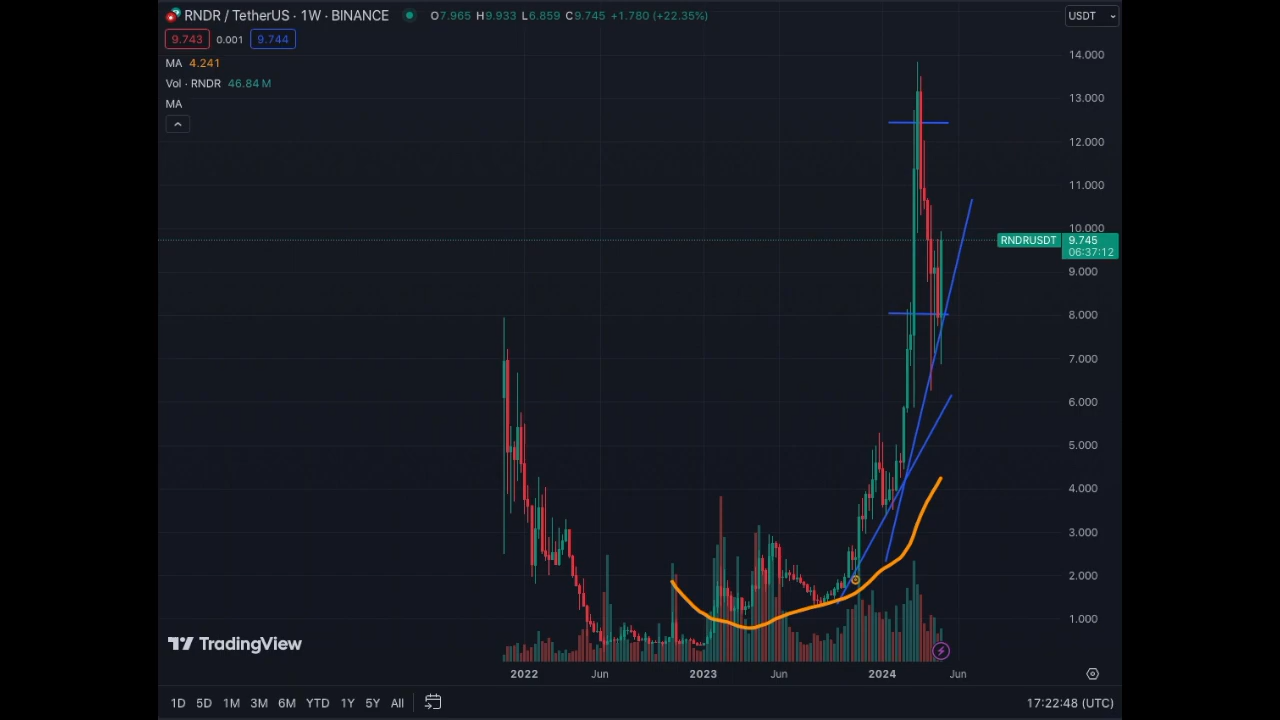 RNDR / TetherUS · 1W · BINANCE O7.965 H9.933 L6.859 C9.745 +1.780 (+22.35%) USDT
9.743 0.001 9.744
MA 4.241
Vol · RNDR 46.84 M
MA
14.000
13.000
12.000
11.000
10.000
RNDRUSDT 9.745
06:37:12
9.000
8.000
7.000
6.000
5.000
4.000
3.000
2.000
1.000
TradingView
2022 Jun 2023 Jun 2024 Jun
1D 5D 1M 3M 6M YTD 1Y 5Y All 17:22:48 (UTC)